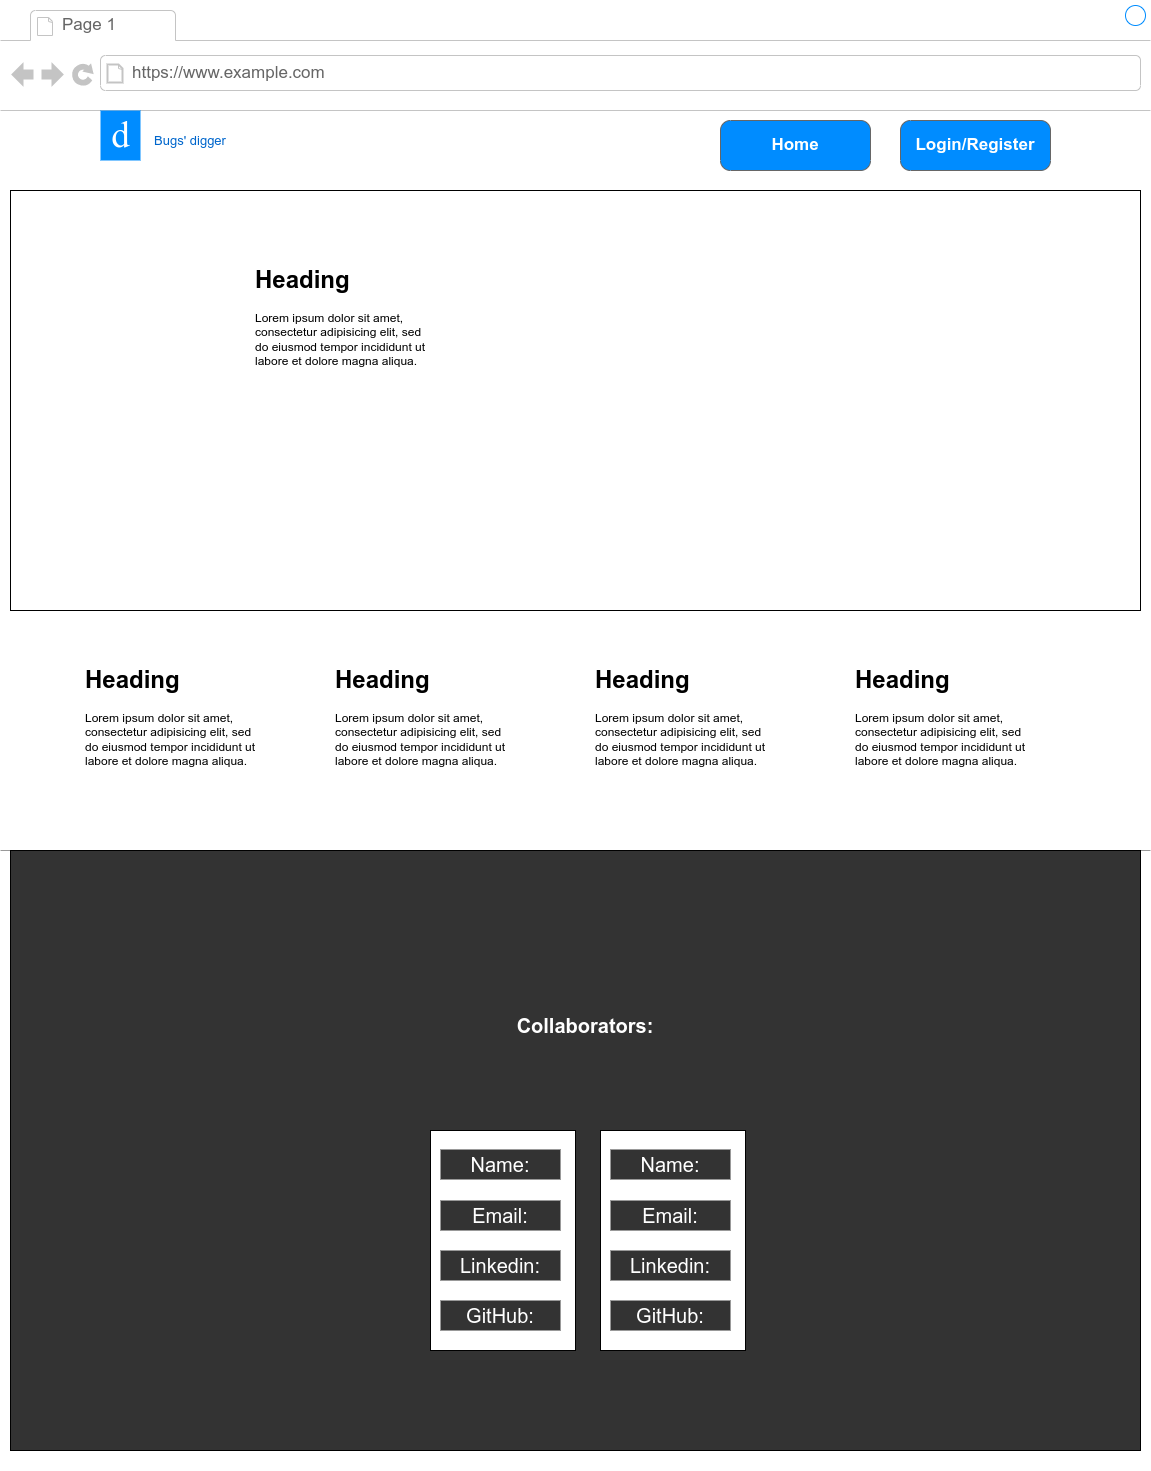 Page 1
https://www.example.com
d
Bugs' digger
Home
Login/Register
Heading
Lorem ipsum dolor sit amet,
consectetur adipisicing elit, sed
do eiusmod tempor incididunt ut
labore et dolore magna aliqua.
Heading
Lorem ipsum dolor sit amet,
consectetur adipisicing elit, sed
do eiusmod tempor incididunt ut
labore et dolore magna aliqua.
Heading
Lorem ipsum dolor sit amet,
consectetur adipisicing elit, sed
do eiusmod tempor incididunt ut
labore et dolore magna aliqua.
Heading
Lorem ipsum dolor sit amet,
consectetur adipisicing elit, sed
do eiusmod tempor incididunt ut
labore et dolore magna aliqua.
Heading
Lorem ipsum dolor sit amet,
consectetur adipisicing elit, sed
do eiusmod tempor incididunt ut
labore et dolore magna aliqua.
Collaborators:
Name:
Email:
Linkedin:
GitHub:
Name:
Email:
Linkedin:
GitHub: